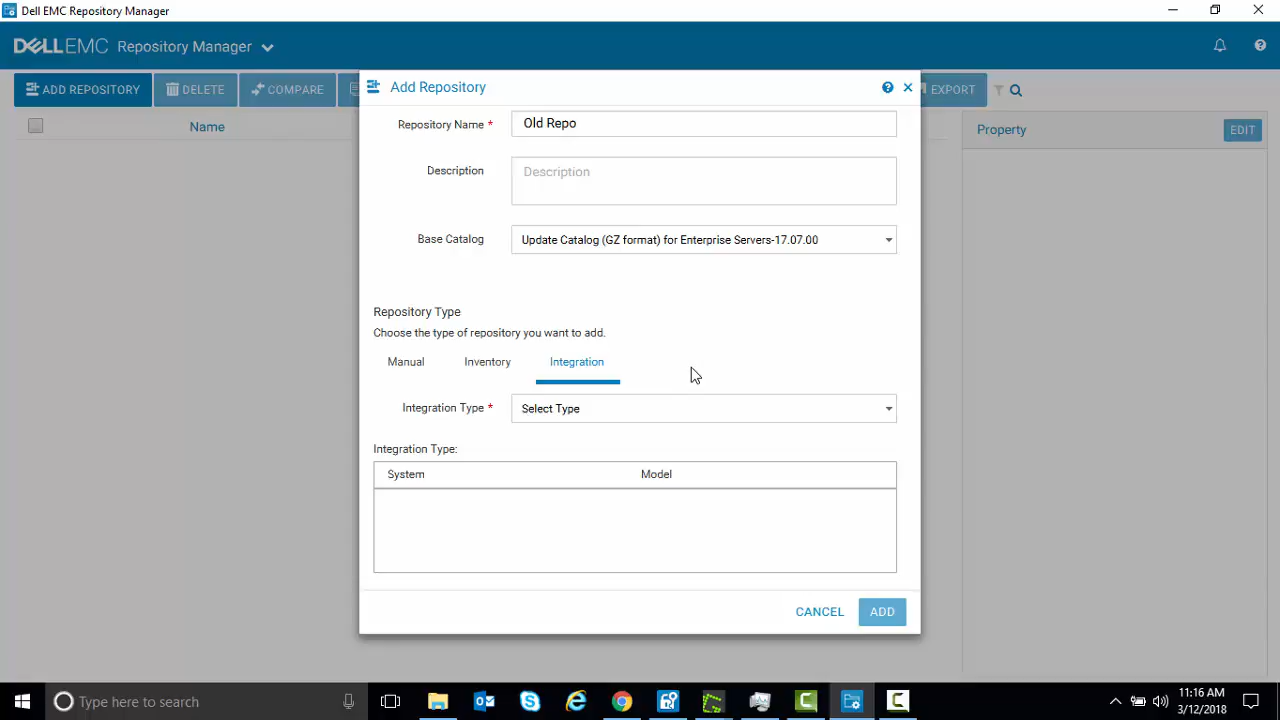 Dell EMC Repository Manager
DELLEMC Repository Manager
ADD REPOSITORY
DELETE
COMPARE
EXPORT
Name
Property
EDIT
Add Repository
Repository Name *
Old Repo
Description
Description
Base Catalog
Update Catalog (GZ format) for Enterprise Servers-17.07.00
Repository Type
Choose the type of repository you want to add.
Manual
Inventory
Integration
Integration Type *
Select Type
Integration Type:
System
Model
CANCEL
ADD
Type here to search
11:16 AM
3/12/2018